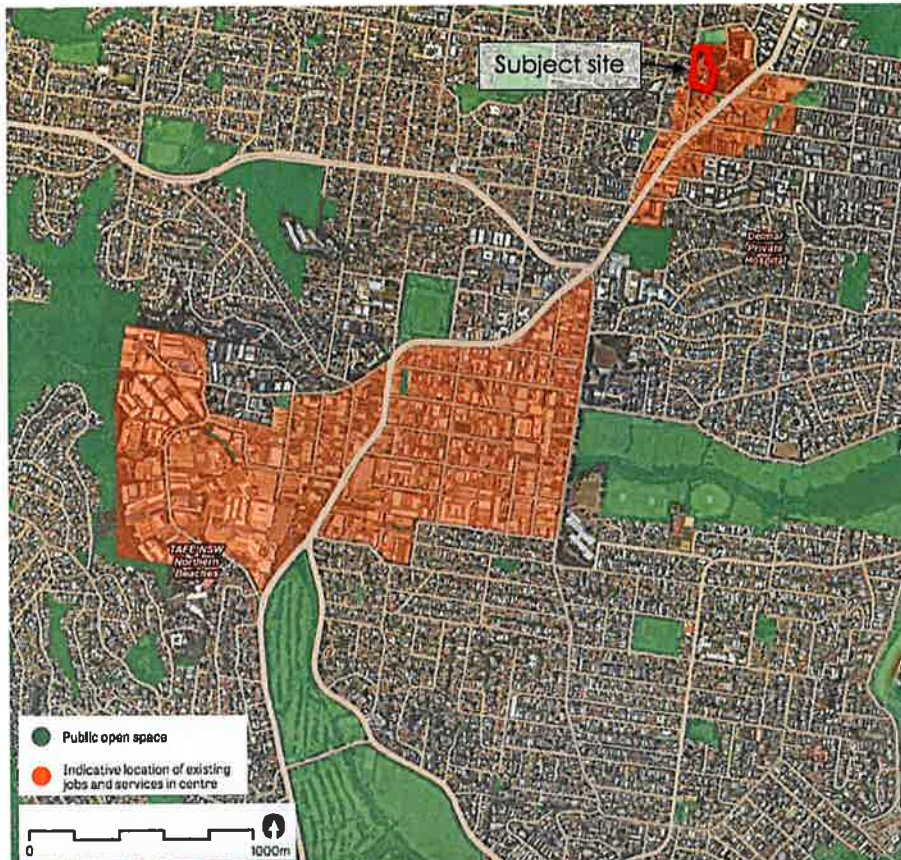 Subject site
Delmar
Private
Hospital
TAFE NSW
Northern
Beaches
Public open space
Indicative location of existing
jobs and services in centre
0
1000m